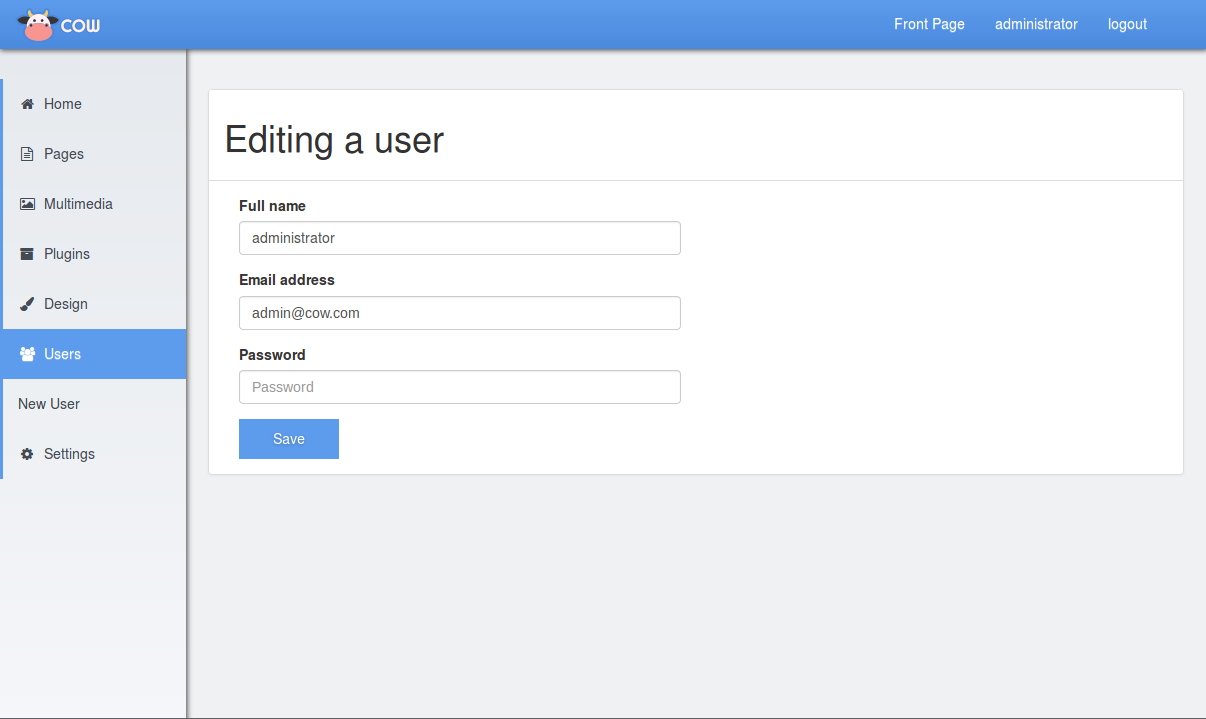 COW
Front Page
administrator
logout
Home
Pages
Multimedia
Plugins
Design
Users
New User
Settings
Editing a user
Full name
administrator
Email address
admin@cow.com
Password
Password
Save